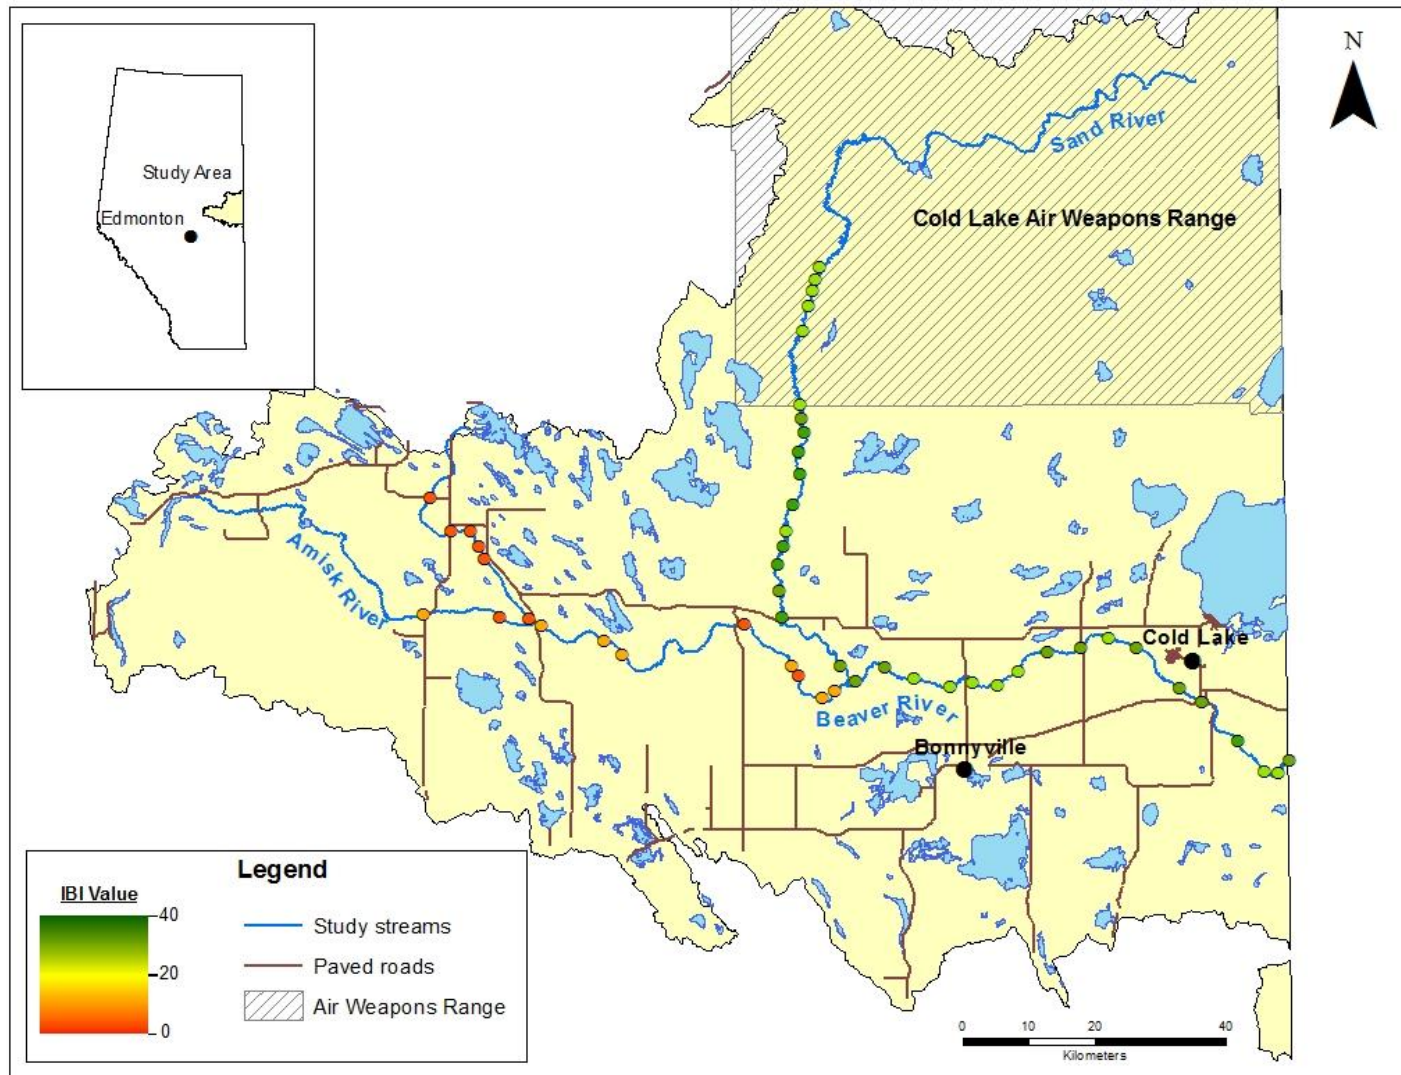 N
Study Area
Edmonton
Sand River
Cold Lake Air Weapons Range
Amisk River
Cold Lake
Beaver River
Bonnyville
Legend
IBI Value
40
20
0
Study streams
Paved roads
Air Weapons Range
0 10 20 40
Kilometers